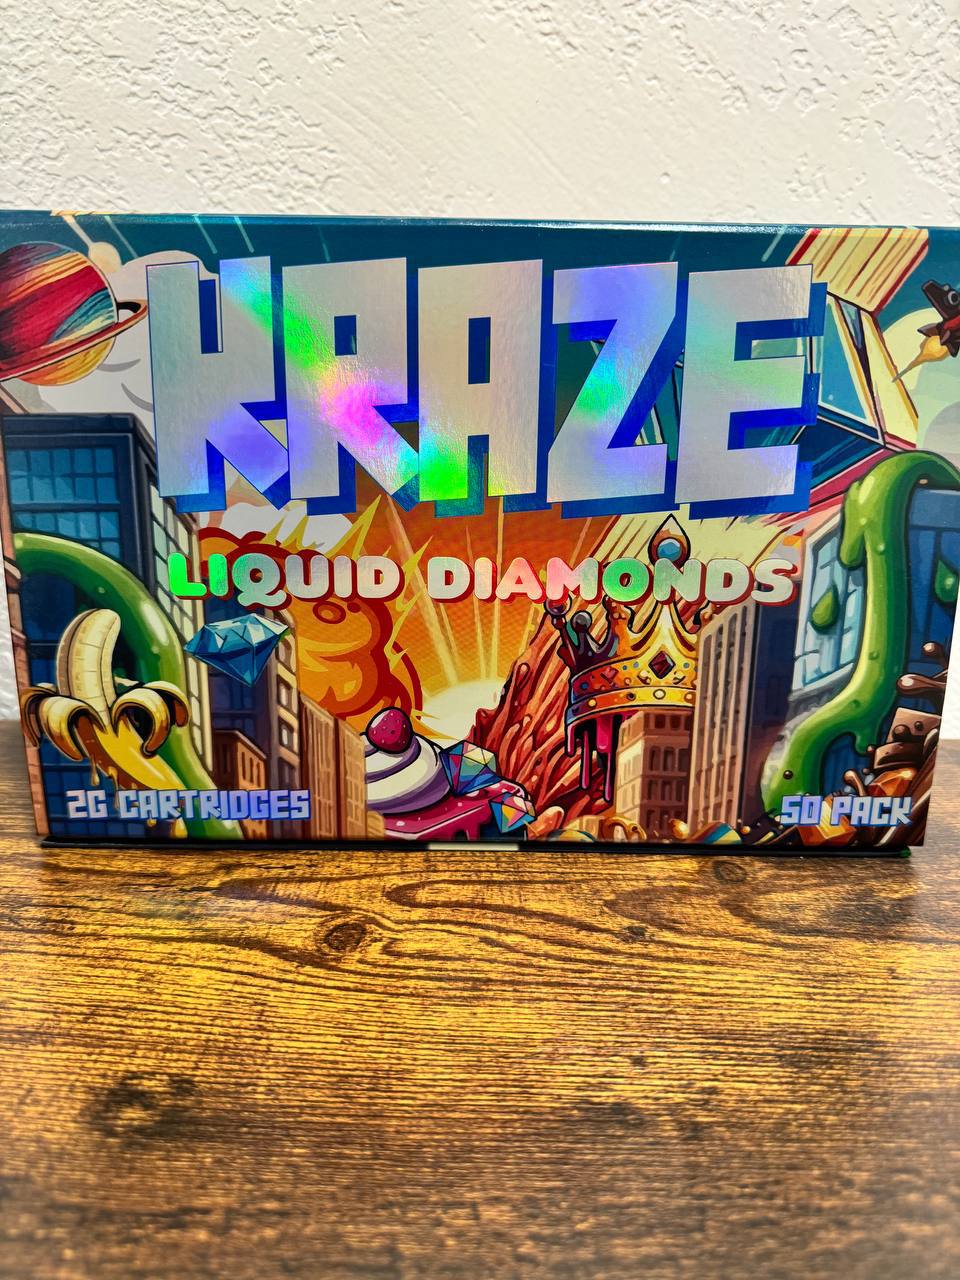 KRAZE
LIQUID DIAMONDS
2G CARTRIDGES
50 PACK